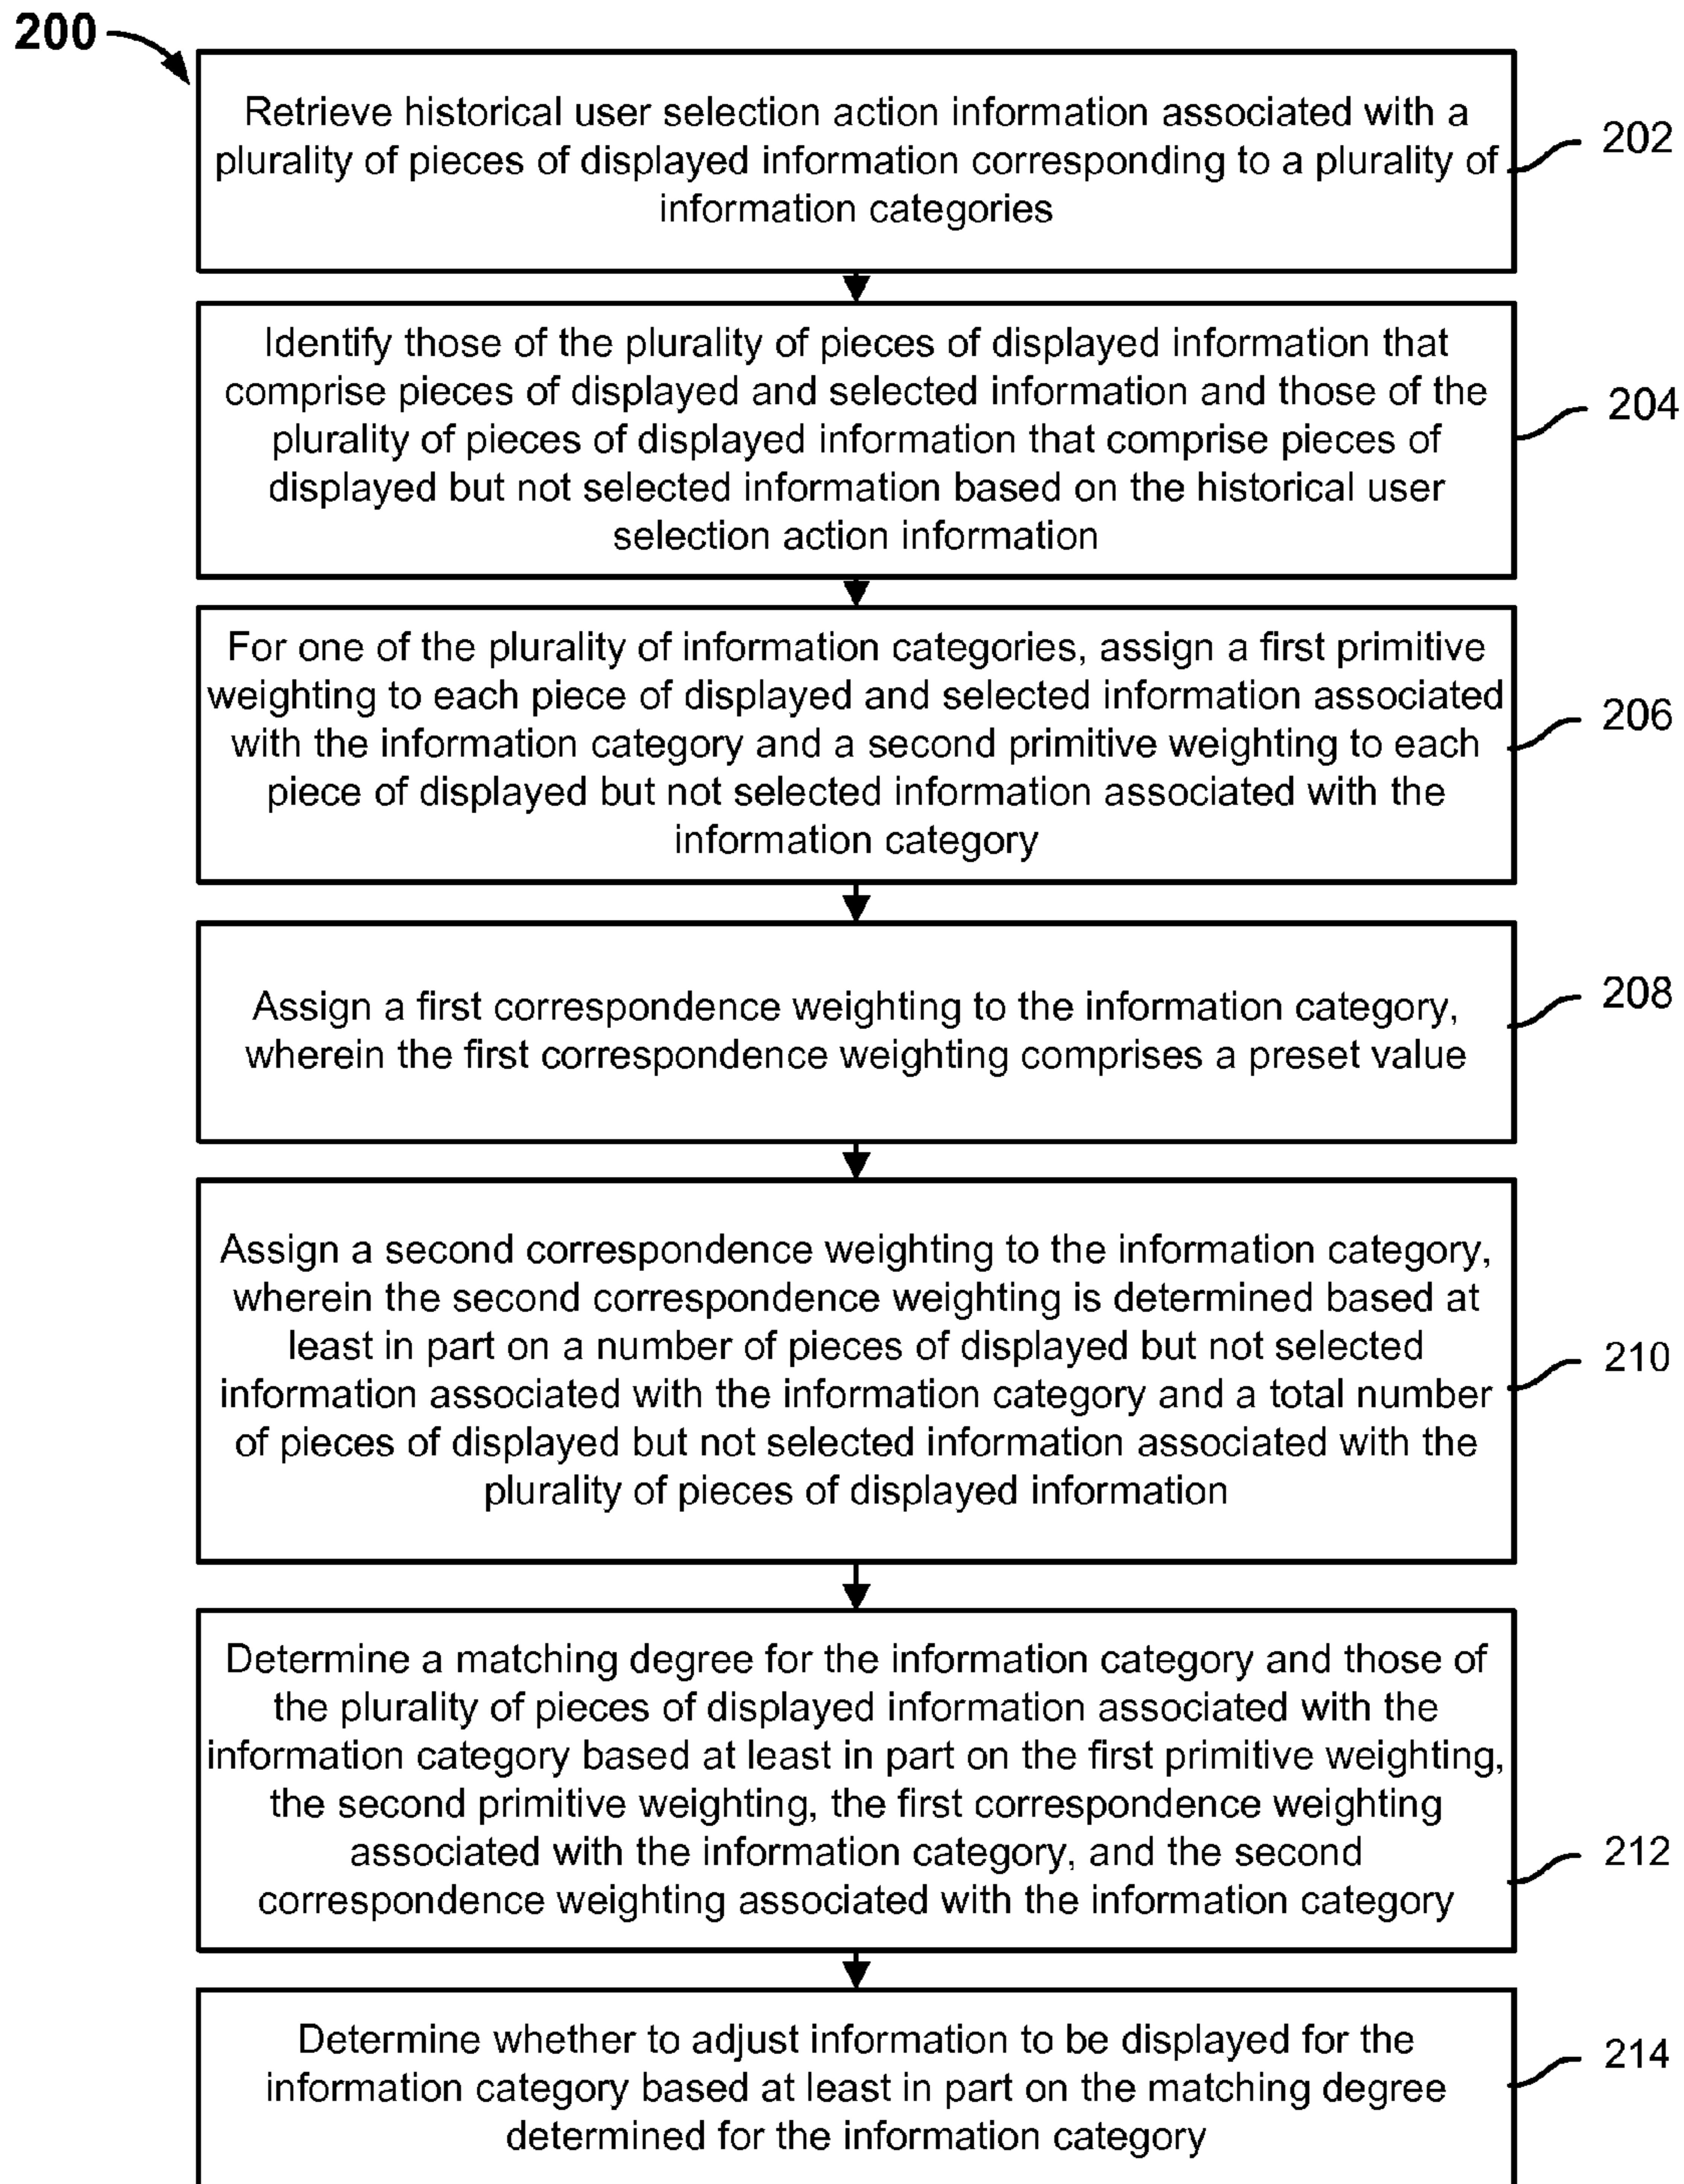 200
Retrieve historical user selection action information associated with a
plurality of pieces of displayed information corresponding to a plurality of
information categories
202
Identify those of the plurality of pieces of displayed information that
comprise pieces of displayed and selected information and those of the
plurality of pieces of displayed information that comprise pieces of
displayed but not selected information based on the historical user
selection action information
204
For one of the plurality of information categories, assign a first primitive
weighting to each piece of displayed and selected information associated
with the information category and a second primitive weighting to each
piece of displayed but not selected information associated with the
information category
206
Assign a first correspondence weighting to the information category,
wherein the first correspondence weighting comprises a preset value
208
Assign a second correspondence weighting to the information category,
wherein the second correspondence weighting is determined based at
least in part on a number of pieces of displayed but not selected
information associated with the information category and a total number
of pieces of displayed but not selected information associated with the
plurality of pieces of displayed information
210
Determine a matching degree for the information category and those of
the plurality of pieces of displayed information associated with the
information category based at least in part on the first primitive weighting,
the second primitive weighting, the first correspondence weighting
associated with the information category, and the second
correspondence weighting associated with the information category
212
Determine whether to adjust information to be displayed for the
information category based at least in part on the matching degree
determined for the information category
214